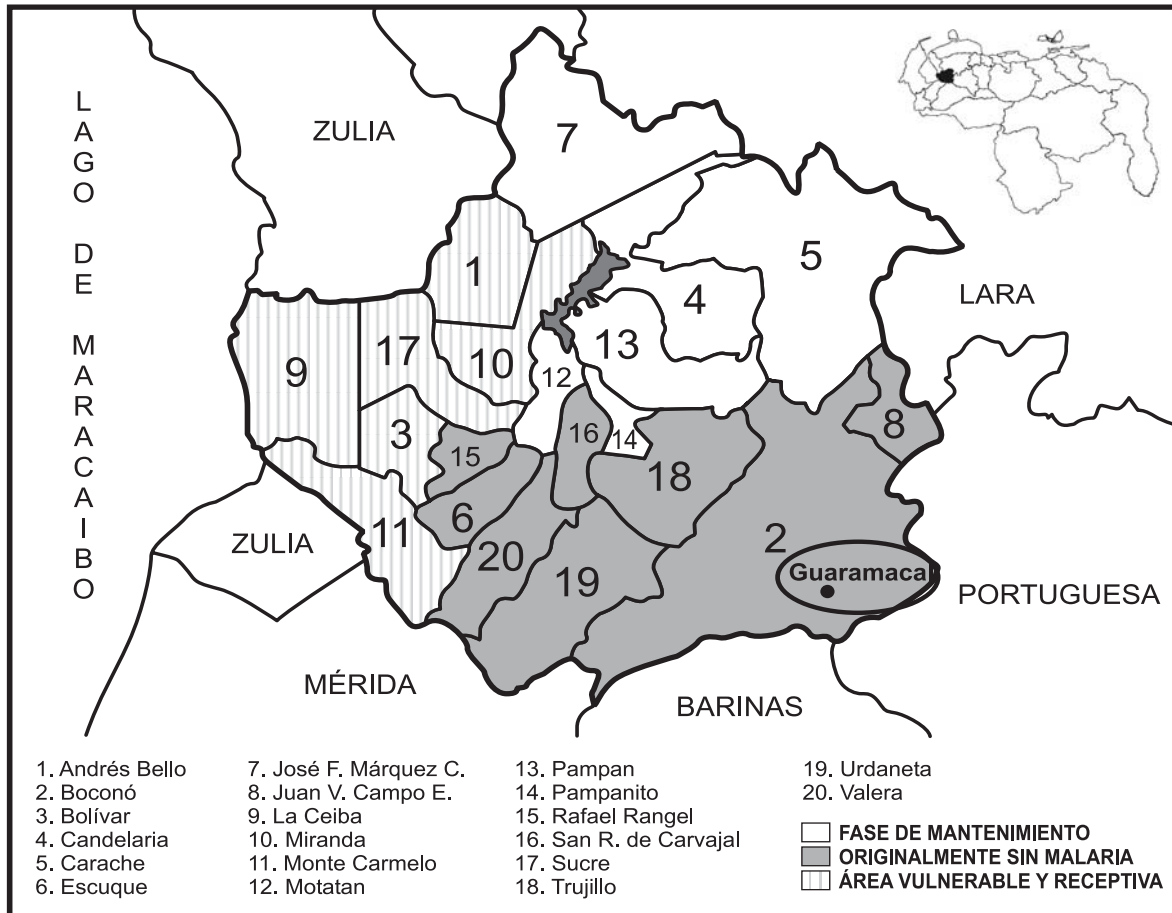 LAGO DE MARACAIBO
ZULIA
7
1
5
4
LARA
9
17
10
13
12
3
16
14
8
15
18
6
11
ZULIA
2
20
19
Guaramacal
PORTUGUESA
MÉRIDA
BARINAS
1. Andrés Bello
2. Boconó
3. Bolívar
4. Candelaria
5. Carache
6. Escuque
7. José F. Márquez C.
8. Juan V. Campo E.
9. La Ceiba
10. Miranda
11. Monte Carmelo
12. Motatan
13. Pampan
14. Pampanito
15. Rafael Rangel
16. San R. de Carvajal
17. Sucre
18. Trujillo
19. Urdaneta
20. Valera
FASE DE MANTENIMIENTO
ORIGINALMENTE SIN MALARIA
ÁREA VULNERABLE Y RECEPTIVA